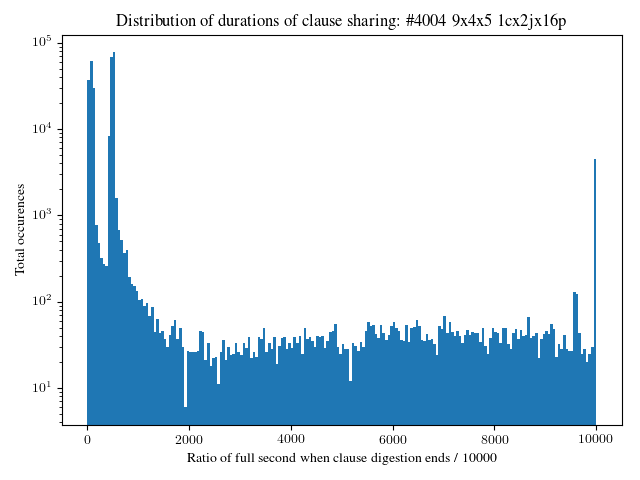 Distribution of durations of clause sharing: #4004 9x4x5 1cx2jx16p
Total occurences
10^5
10^4
10^3
10^2
10^1
0 2000 4000 6000 8000 10000
Ratio of full second when clause digestion ends / 10000